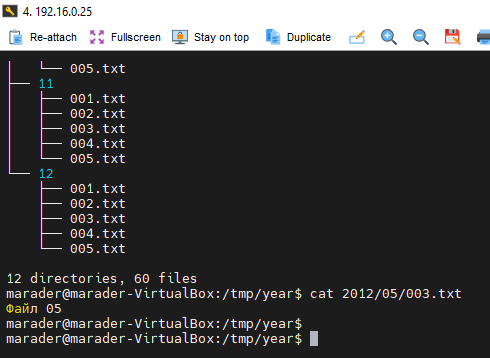 4. 192.16.0.25
Re-attach Fullscreen Stay on top Duplicate
│   └── 005.txt
├── 11
│   ├── 001.txt
│   ├── 002.txt
│   ├── 003.txt
│   ├── 004.txt
│   └── 005.txt
└── 12
    ├── 001.txt
    ├── 002.txt
    ├── 003.txt
    ├── 004.txt
    └── 005.txt
12 directories, 60 files
marader@marader-VirtualBox:/tmp/year$ cat 2012/05/003.txt
Файл 05
marader@marader-VirtualBox:/tmp/year$
marader@marader-VirtualBox:/tmp/year$